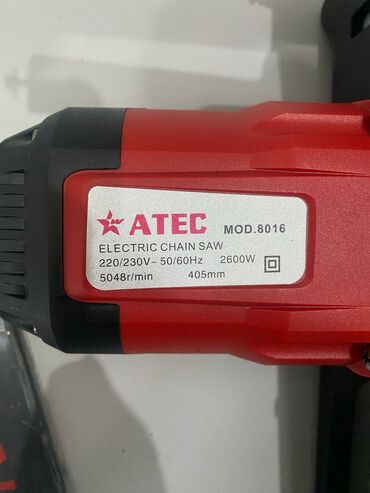 ATEC MOD.8016
ELECTRIC CHAIN SAW
220/230V~ 50/60Hz 2600W
5048r/min 405mm